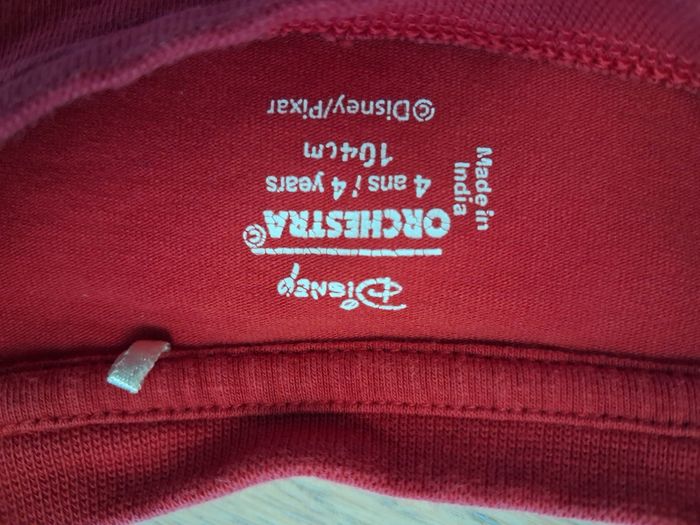 Disney
ORCHESTRA©
4 ans / 4 years
104cm
©Disney/Pixar
Made in
India